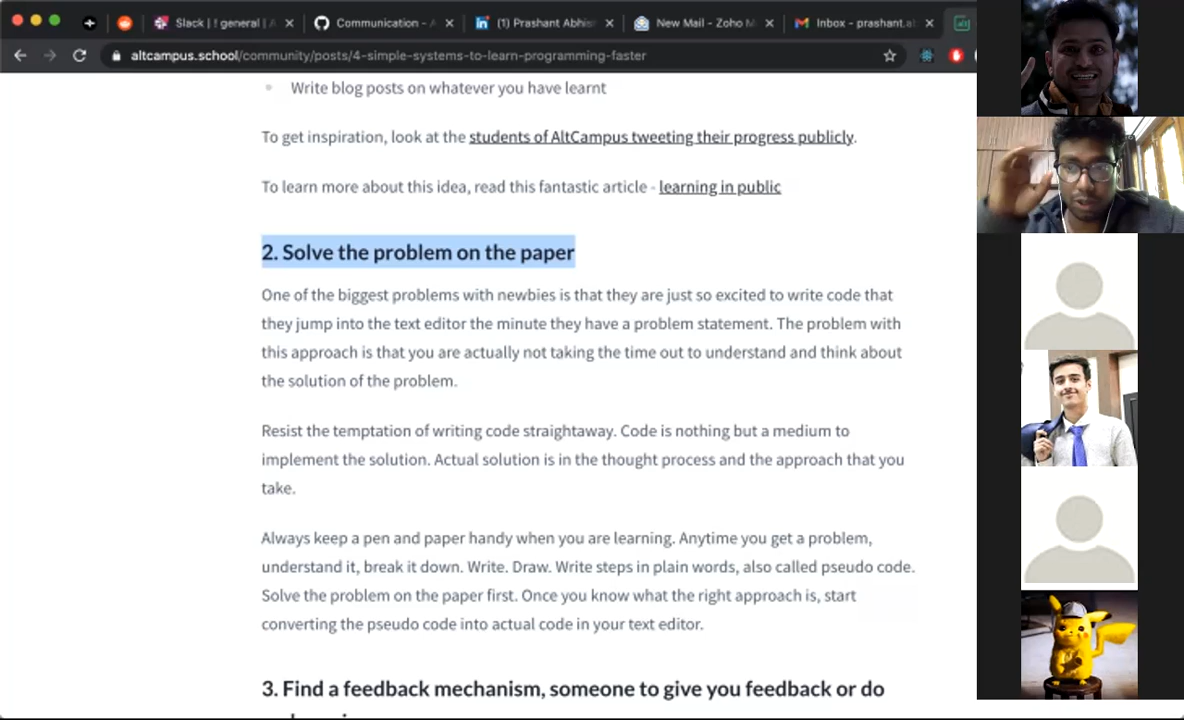 Slack | ! general | A
Communication - A
(1) Prashant Abhis
New Mail - Zoho M
Inbox - prashant.a
altcampus.school/community/posts/4-simple-systems-to-learn-programming-faster
Write blog posts on whatever you have learnt
To get inspiration, look at the students of AltCampus tweeting their progress publicly.
To learn more about this idea, read this fantastic article - learning in public
2. Solve the problem on the paper
One of the biggest problems with newbies is that they are just so excited to write code that
they jump into the text editor the minute they have a problem statement. The problem with
this approach is that you are actually not taking the time out to understand and think about
the solution of the problem.
Resist the temptation of writing code straightaway. Code is nothing but a medium to
implement the solution. Actual solution is in the thought process and the approach that you
take.
Always keep a pen and paper handy when you are learning. Anytime you get a problem,
understand it, break it down. Write. Draw. Write steps in plain words, also called pseudo code.
Solve the problem on the paper first. Once you know what the right approach is, start
converting the pseudo code into actual code in your text editor.
3. Find a feedback mechanism, someone to give you feedback or do